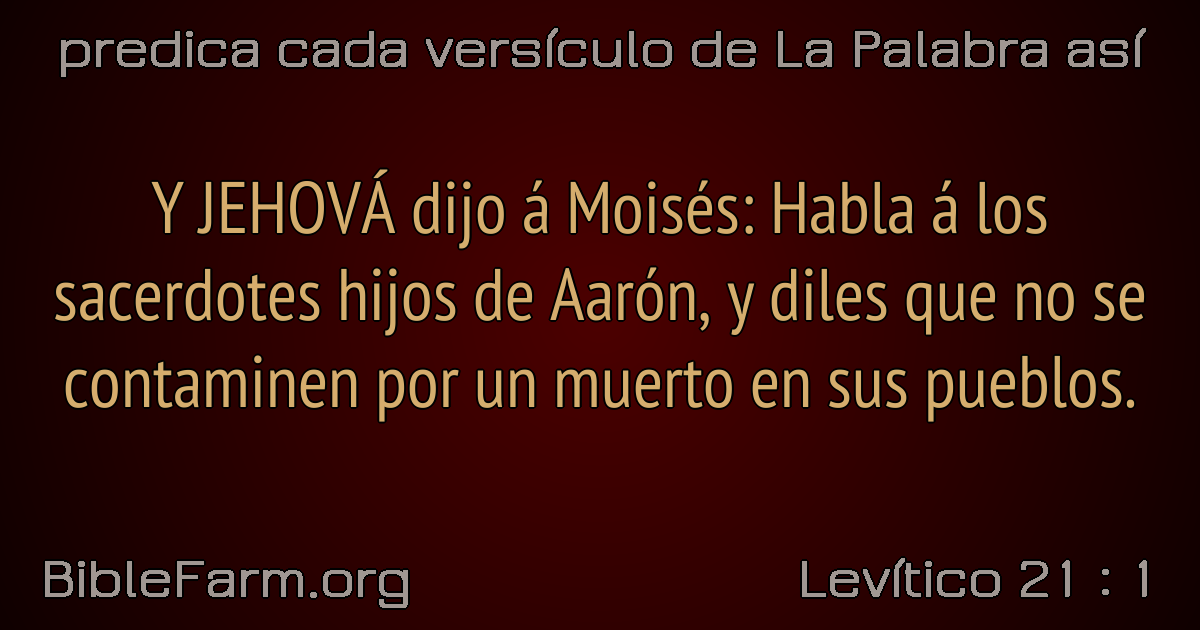 predica cada versículo de La Palabra así
Y JEHOVÁ dijo á Moisés: Habla á los
sacerdotes hijos de Aarón, y diles que no se
contaminen por un muerto en sus pueblos.
BibleFarm.org
Levítico 21 : 1